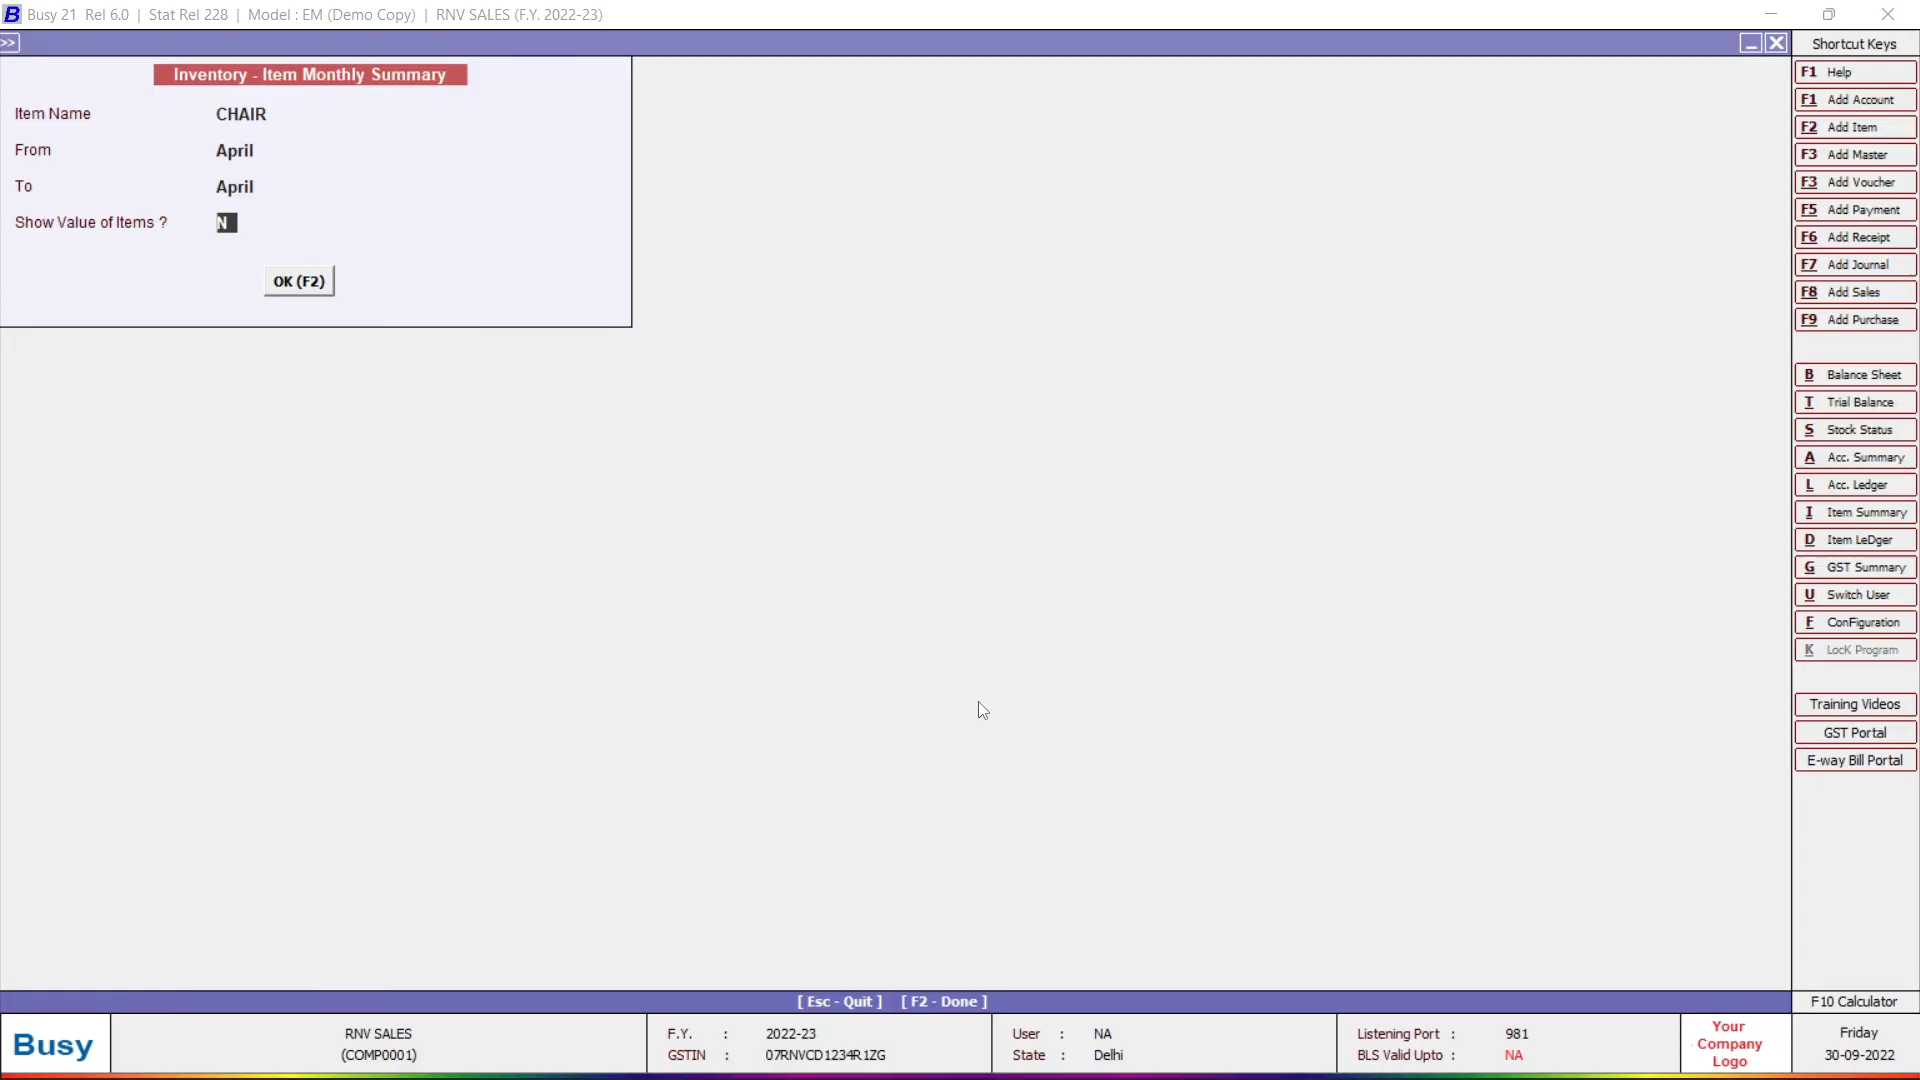 B Busy 21 Rel 6.0 | Stat Rel 228 | Model : EM (Demo Copy) | RNV SALES (F.Y. 2022-23)
>>
Shortcut Keys
Inventory - Item Monthly Summary
Item Name CHAIR
From April
To April
Show Value of Items ? N
OK (F2)
F1 Help
F1 Add Account
F2 Add Item
F3 Add Master
F3 Add Voucher
F5 Add Payment
F6 Add Receipt
F7 Add Journal
F8 Add Sales
F9 Add Purchase
B Balance Sheet
T Trial Balance
S Stock Status
A Acc. Summary
L Acc. Ledger
I Item Summary
D Item LeDger
G GST Summary
U Switch User
F ConFiguration
K LocK Program
Training Videos
GST Portal
E-way Bill Portal
[ Esc - Quit ] [ F2 - Done ]
F10 Calculator
Busy
RNV SALES
(COMP0001)
F.Y. : 2022-23
GSTIN : 07RNVCD1234R1ZG
User : NA
State : Delhi
Listening Port : 981
BLS Valid Upto : NA
Your
Company
Logo
Friday
30-09-2022